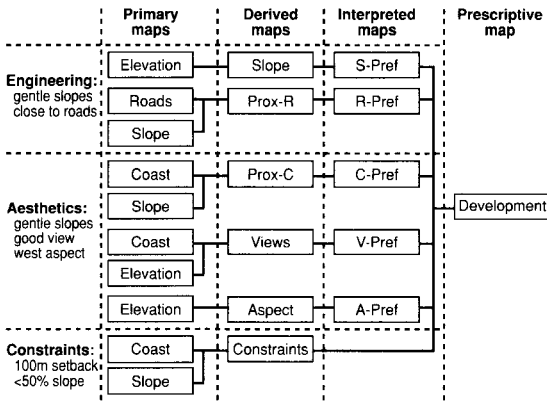 Primary maps
Derived maps
Interpreted maps
Prescriptive map
Engineering:
gentle slopes
close to roads
Elevation
Slope
S-Pref
Roads
Prox-R
R-Pref
Slope
Aesthetics:
gentle slopes
good view
west aspect
Coast
Prox-C
C-Pref
Slope
Development
Coast
Views
V-Pref
Elevation
Elevation
Aspect
A-Pref
Constraints:
100m setback
<50% slope
Coast
Constraints
Slope